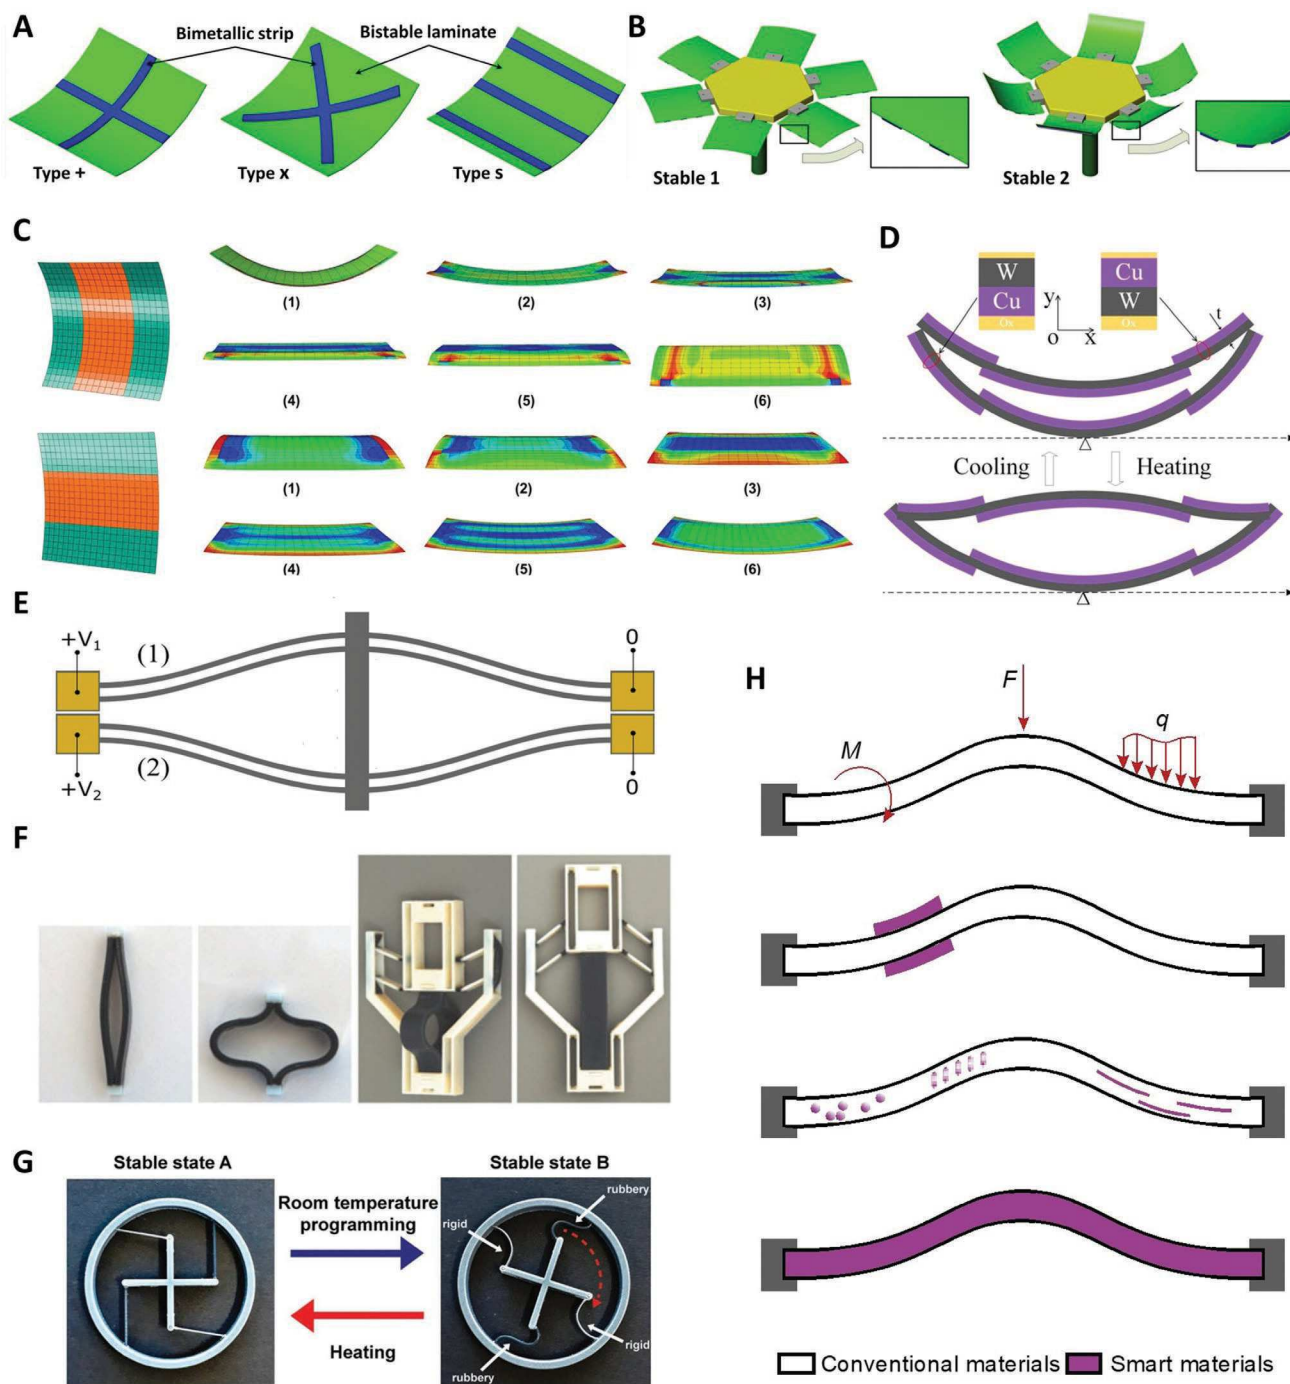 A
Bimetallic strip
Bistable laminate
Type +
Type x
Type s
B
Stable 1
Stable 2
C
(1)
(2)
(3)
(4)
(5)
(6)
(1)
(2)
(3)
(4)
(5)
(6)
D
W
Cu
Ox
Cu
W
Ox
y
o
x
t
Cooling
Heating
E
+V1
(1)
0
+V2
(2)
0
F
G
Stable state A
Stable state B
Room temperature
programming
Heating
rubbery
rigid
rubbery
rigid
H
F
M
q
Conventional materials
Smart materials